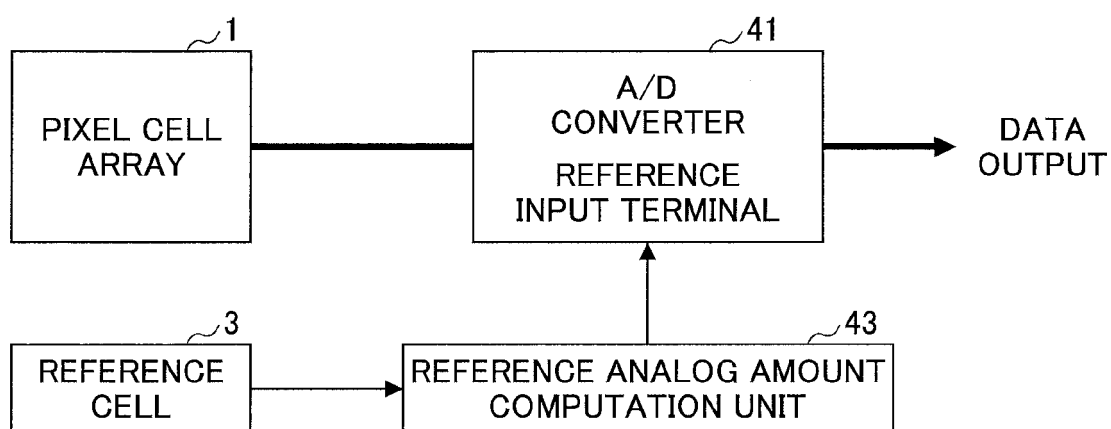 1
PIXEL CELL
ARRAY
41
A/D
CONVERTER
REFERENCE
INPUT TERMINAL
DATA
OUTPUT
3
REFERENCE
CELL
43
REFERENCE ANALOG AMOUNT
COMPUTATION UNIT